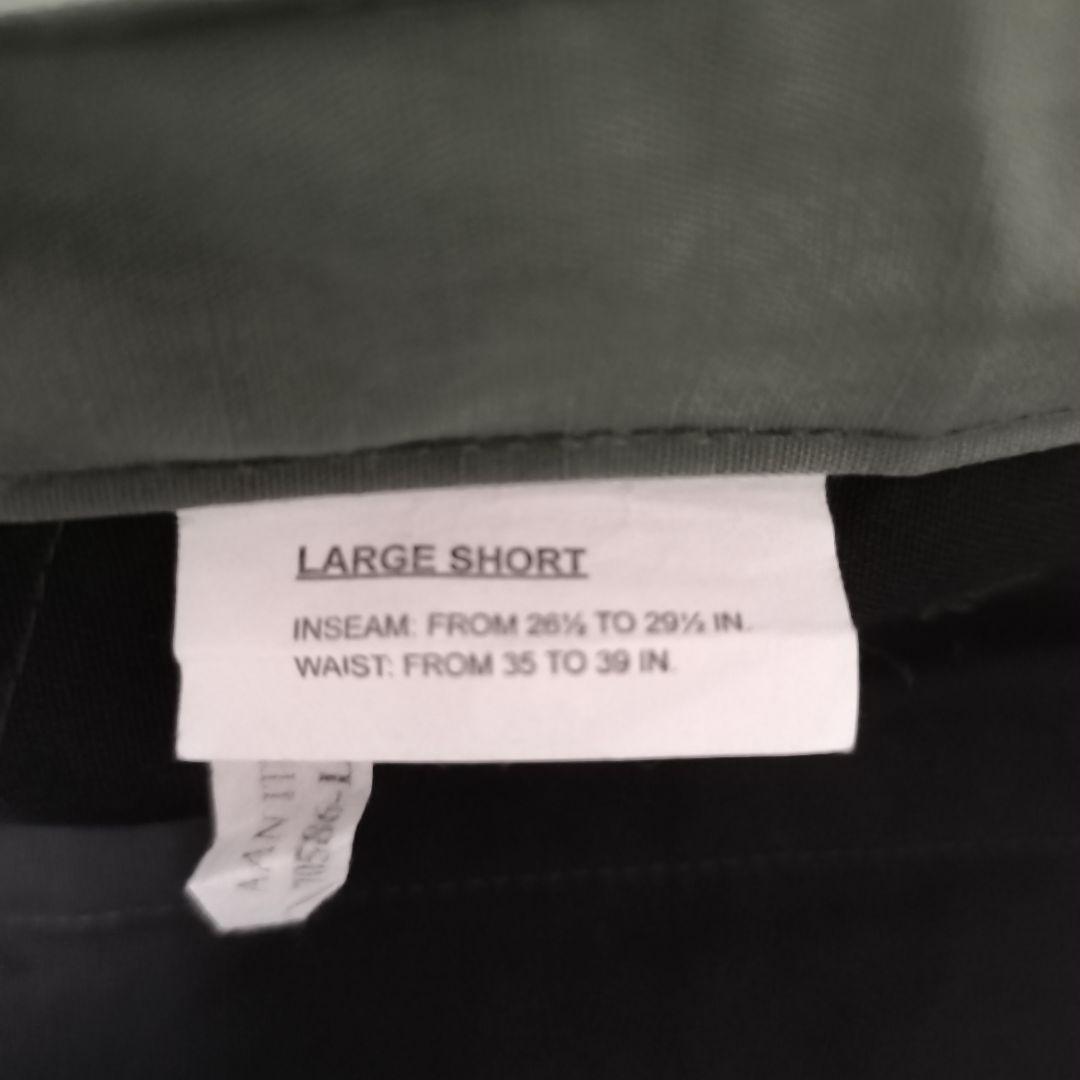 LARGE SHORT
INSEAM: FROM 26½ TO 29½ IN.
WAIST: FROM 35 TO 39 IN.